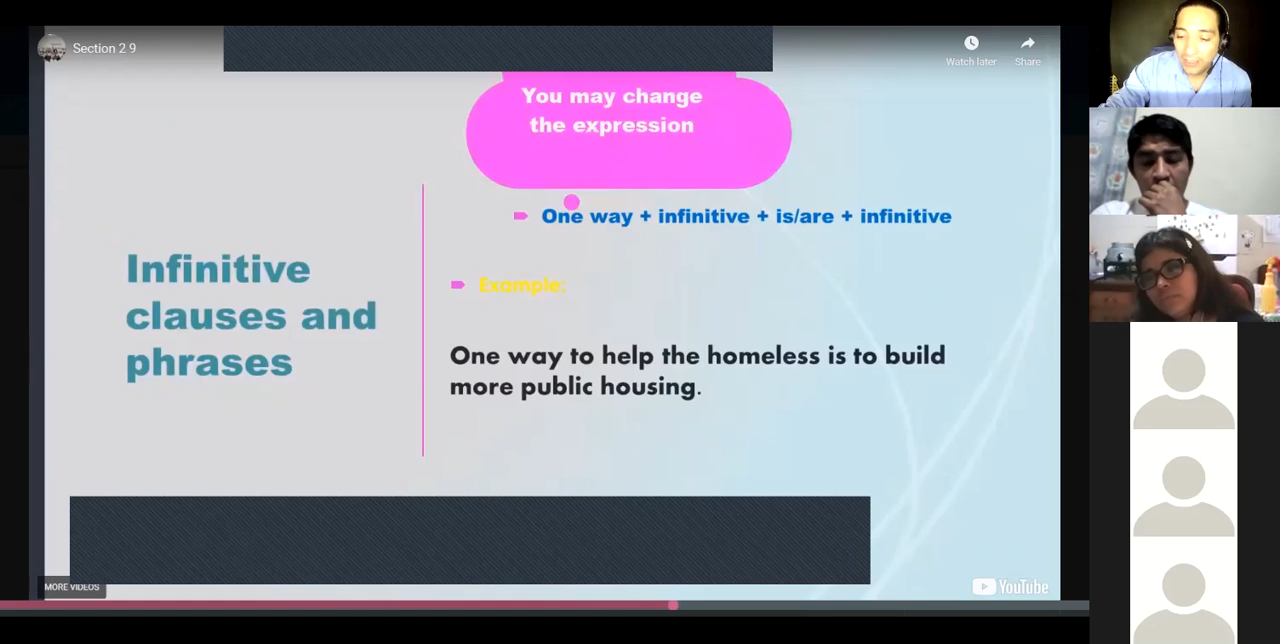 Section 2 9
Watch later
Share
You may change
the expression
One way + infinitive + is/are + infinitive
Example:
Infinitive
clauses and
phrases
One way to help the homeless is to build
more public housing.
MORE VIDEOS
YouTube